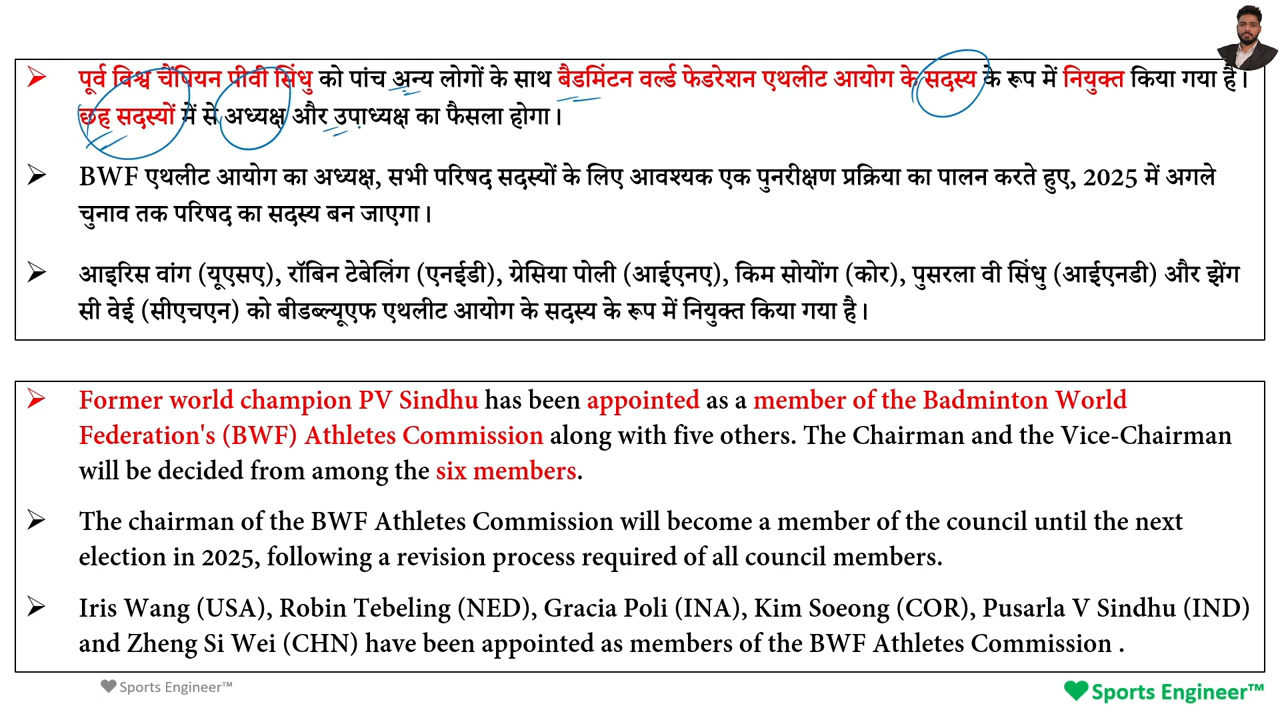 ➢ पूर्व विश्व चैंपियन पीवी सिंधु को पांच अन्य लोगों के साथ बैडमिंटन वर्ल्ड फेडरेशन एथलीट आयोग के सदस्य के रूप में नियुक्त किया गया है।
छह सदस्यों में से अध्यक्ष और उपाध्यक्ष का फैसला होगा।
➢ BWF एथलीट आयोग का अध्यक्ष, सभी परिषद सदस्यों के लिए आवश्यक एक पुनरीक्षण प्रक्रिया का पालन करते हुए, 2025 में अगले
चुनाव तक परिषद का सदस्य बन जाएगा।
➢ आइरिस वांग (यूएसए), रॉबिन टेबेलिंग (एनईडी), ग्रेसिया पोली (आईएनए), किम सोयोंग (कोर), पुसरला वी सिंधु (आईएनडी) और झेंग
सी वेई (सीएचएन) को बीडब्ल्यूएफ एथलीट आयोग के सदस्य के रूप में नियुक्त किया गया है।
➢ Former world champion PV Sindhu has been appointed as a member of the Badminton World
Federation's (BWF) Athletes Commission along with five others. The Chairman and the Vice-Chairman
will be decided from among the six members.
➢ The chairman of the BWF Athletes Commission will become a member of the council until the next
election in 2025, following a revision process required of all council members.
➢ Iris Wang (USA), Robin Tebeling (NED), Gracia Poli (INA), Kim Soeong (COR), Pusarla V Sindhu (IND)
and Zheng Si Wei (CHN) have been appointed as members of the BWF Athletes Commission .
Sports Engineer™
Sports Engineer™